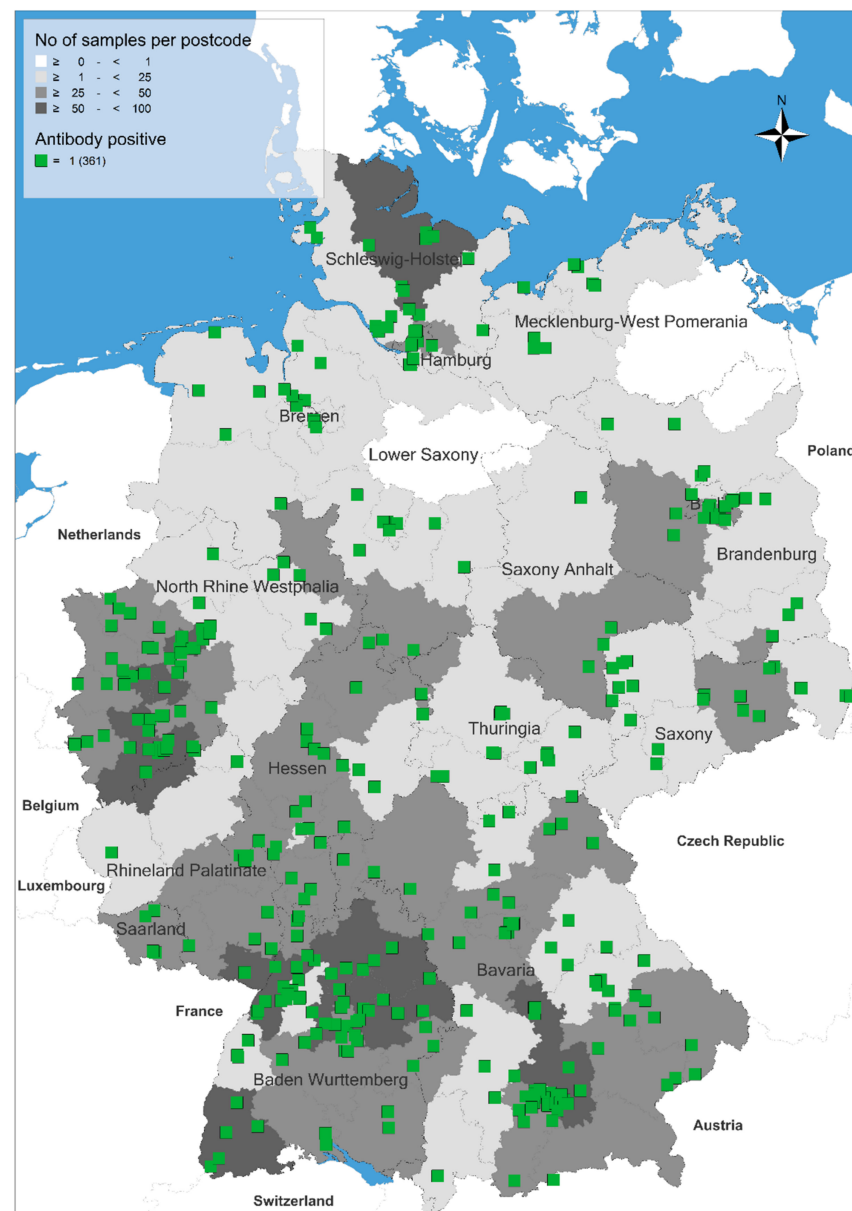 No of samples per postcode
≥ 0 - < 1
≥ 1 - < 25
≥ 25 - < 50
≥ 50 - < 100
Antibody positive
= 1 (361)
N
Schleswig-Holstein
Mecklenburg-West Pomerania
Hamburg
Bremen
Lower Saxony
Poland
Berlin
Netherlands
Brandenburg
Saxony Anhalt
North Rhine Westphalia
Thuringia
Saxony
Hessen
Belgium
Czech Republic
Rhineland Palatinate
Luxembourg
Saarland
Bavaria
France
Baden Wurttemberg
Austria
Switzerland